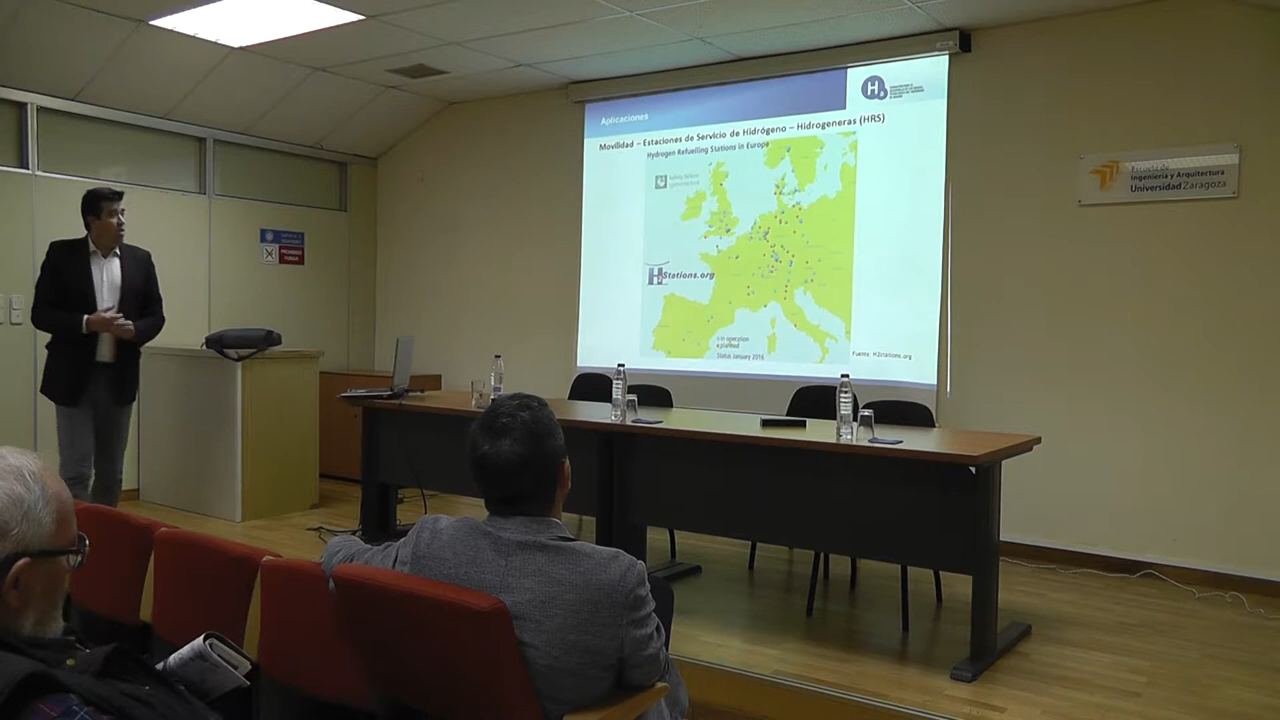 Aplicaciones
H₂
Movilidad – Estaciones de Servicio de Hidrógeno – Hidrogeneras (HRS)
Hydrogen Refuelling Stations in Europe
H2Stations.org
in operation
planned
Status January 2016
Fuente: H2stations.org
Escuela de
Ingeniería y Arquitectura
Universidad Zaragoza